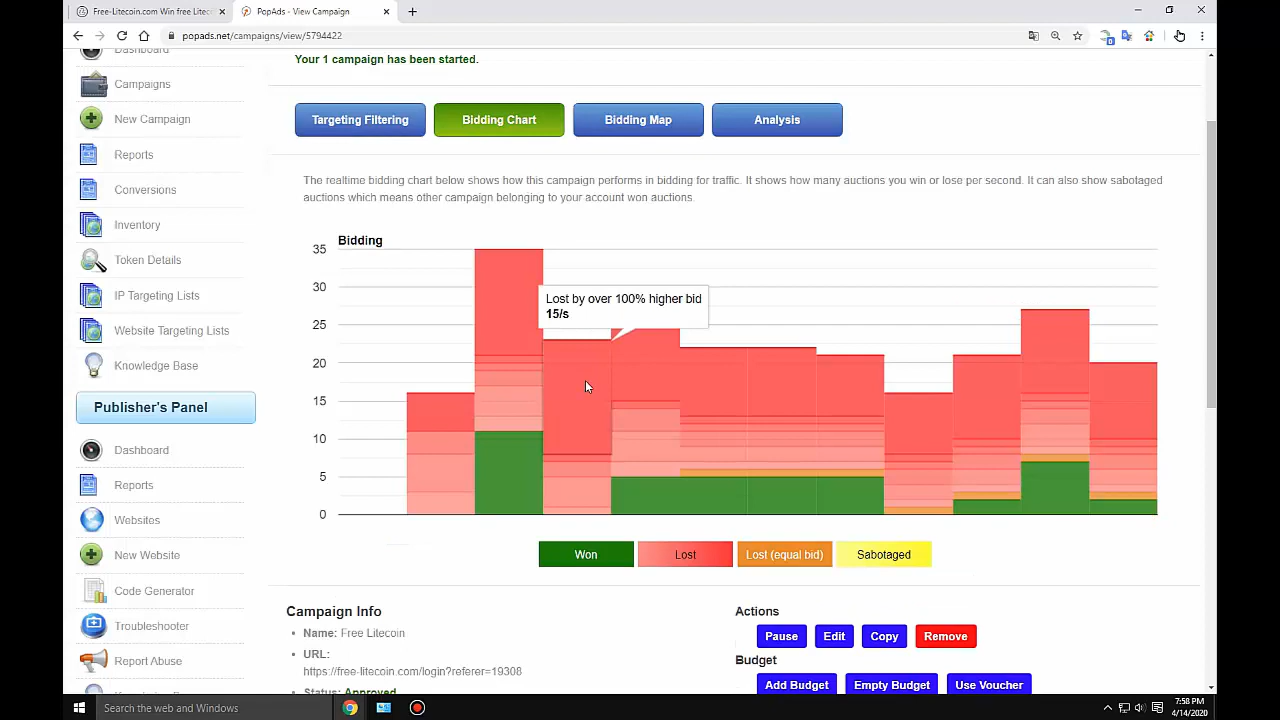 Free-Litecoin.com Win free Litec
PopAds - View Campaign
popads.net/campaigns/view/5794422
0
Dashboard
Campaigns
New Campaign
Reports
Conversions
Inventory
Token Details
IP Targeting Lists
Website Targeting Lists
Knowledge Base
Publisher's Panel
Dashboard
Reports
Websites
New Website
Code Generator
Troubleshooter
Report Abuse
Your 1 campaign has been started.
Targeting Filtering
Bidding Chart
Bidding Map
Analysis
The realtime bidding chart below shows how this campaign performs in bidding for traffic. It shows how many auctions you win or lose per second. It can also show sabotaged
auctions which means other campaign belonging to your account won auctions.
Bidding
35
30
25
20
15
10
5
0
Lost by over 100% higher bid
15/s
Won
Lost
Lost (equal bid)
Sabotaged
Campaign Info
• Name: Free Litecoin
• URL:
https://free-litecoin.com/login?referer=19308
• Status: Approved
Actions
Pause
Edit
Copy
Remove
Budget
Add Budget
Empty Budget
Use Voucher
Search the web and Windows
7:58 PM
4/14/2020